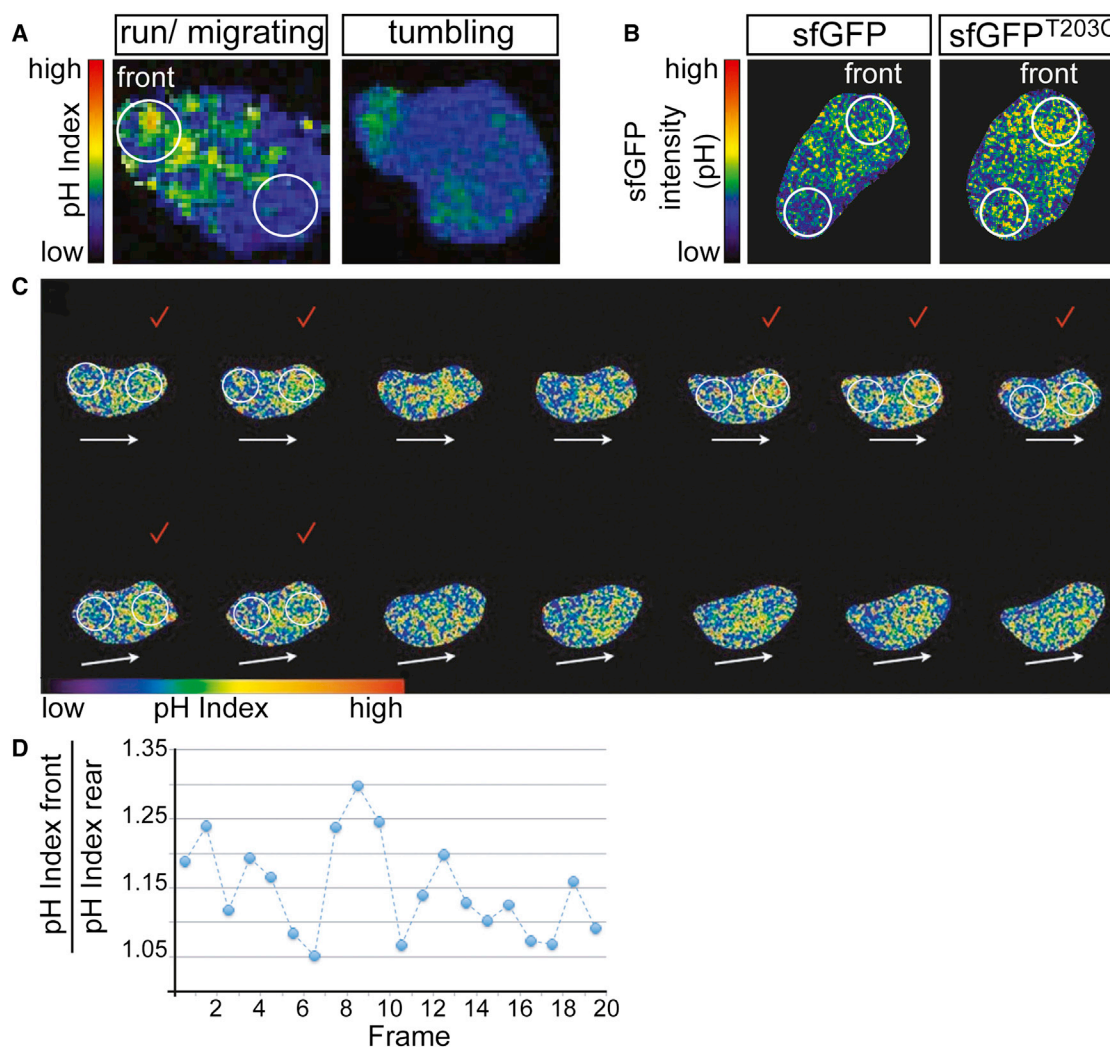 A
run/ migrating
tumbling
high
front
pH Index
low
B
sfGFP
high
front
front
sfGFP
intensity
(pH)
low
C
low
pH Index
high
D
1.35
1.25
1.15
1.05
pH Index front
pH Index rear
2 4 6 8 10 12 14 16 18 20
Frame